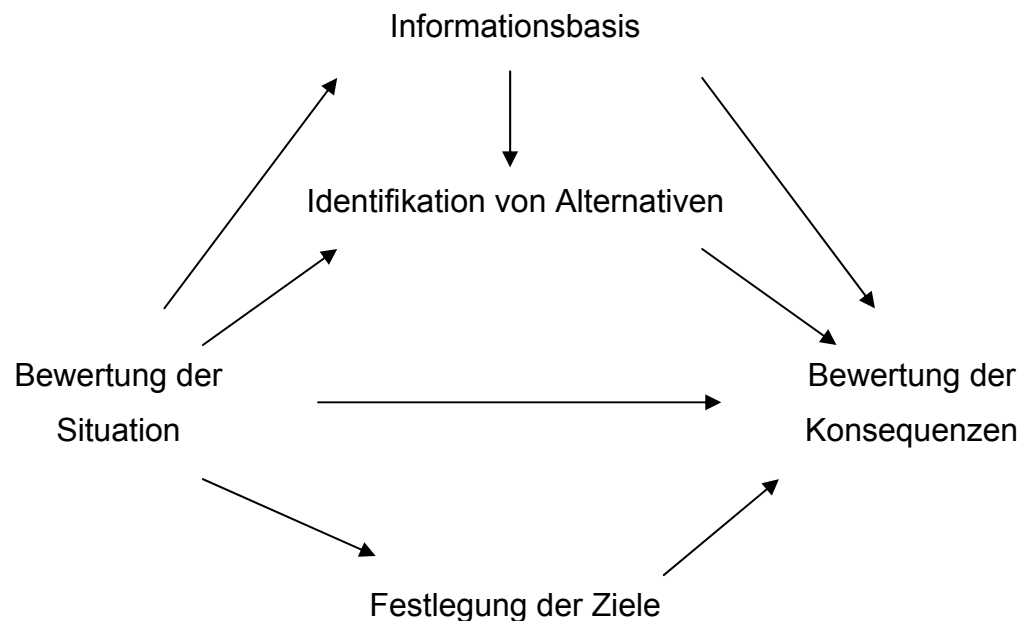 Informationsbasis
Identifikation von Alternativen
Bewertung der
Situation
Bewertung der
Konsequenzen
Festlegung der Ziele